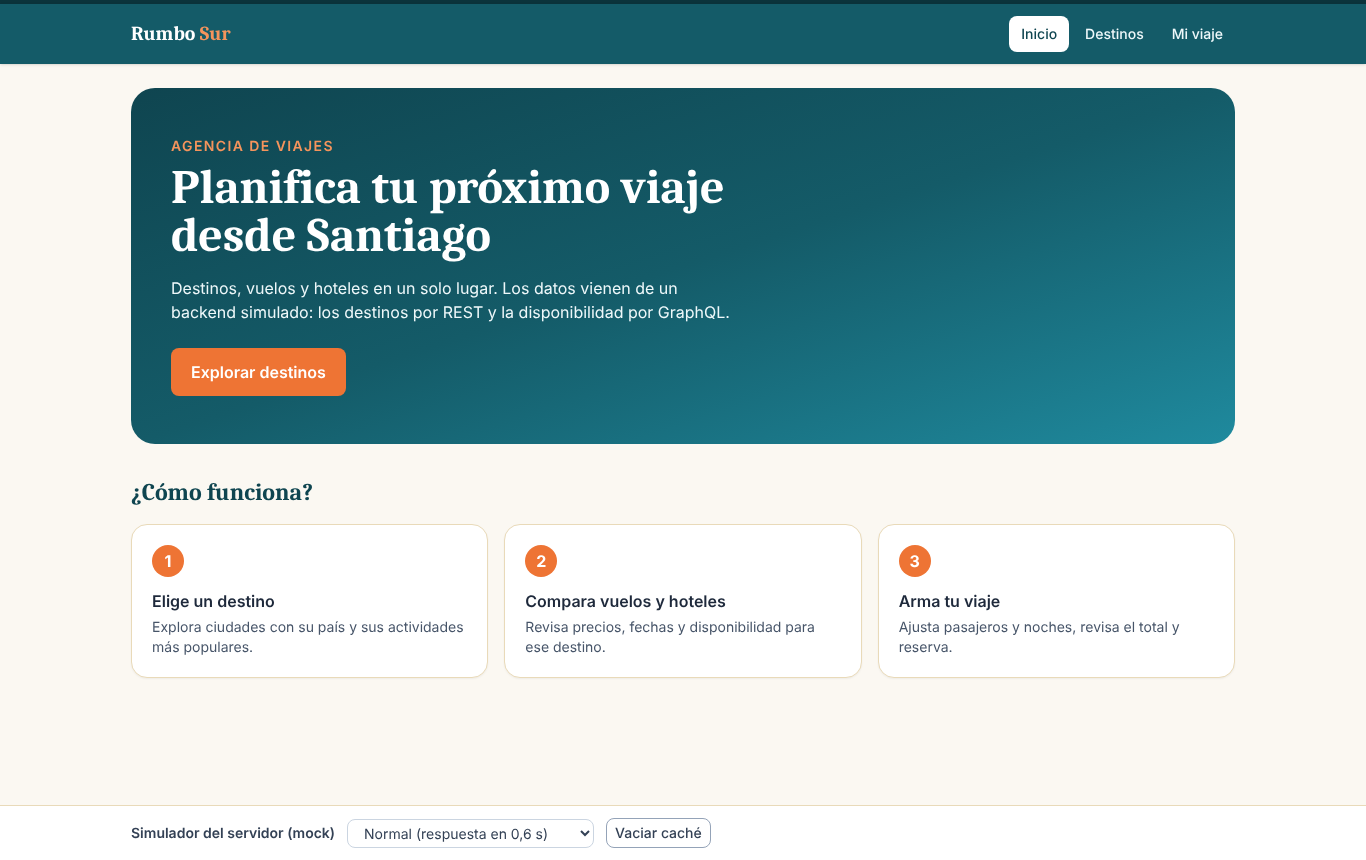 Rumbo Sur
Inicio
Destinos
Mi viaje
AGENCIA DE VIAJES
Planifica tu próximo viaje
desde Santiago
Destinos, vuelos y hoteles en un solo lugar. Los datos vienen de un
backend simulado: los destinos por REST y la disponibilidad por GraphQL.
Explorar destinos
¿Cómo funciona?
1
Elige un destino
Explora ciudades con su país y sus actividades
más populares.
2
Compara vuelos y hoteles
Revisa precios, fechas y disponibilidad para
ese destino.
3
Arma tu viaje
Ajusta pasajeros y noches, revisa el total y
reserva.
Simulador del servidor (mock)
Normal (respuesta en 0,6 s)
Vaciar caché